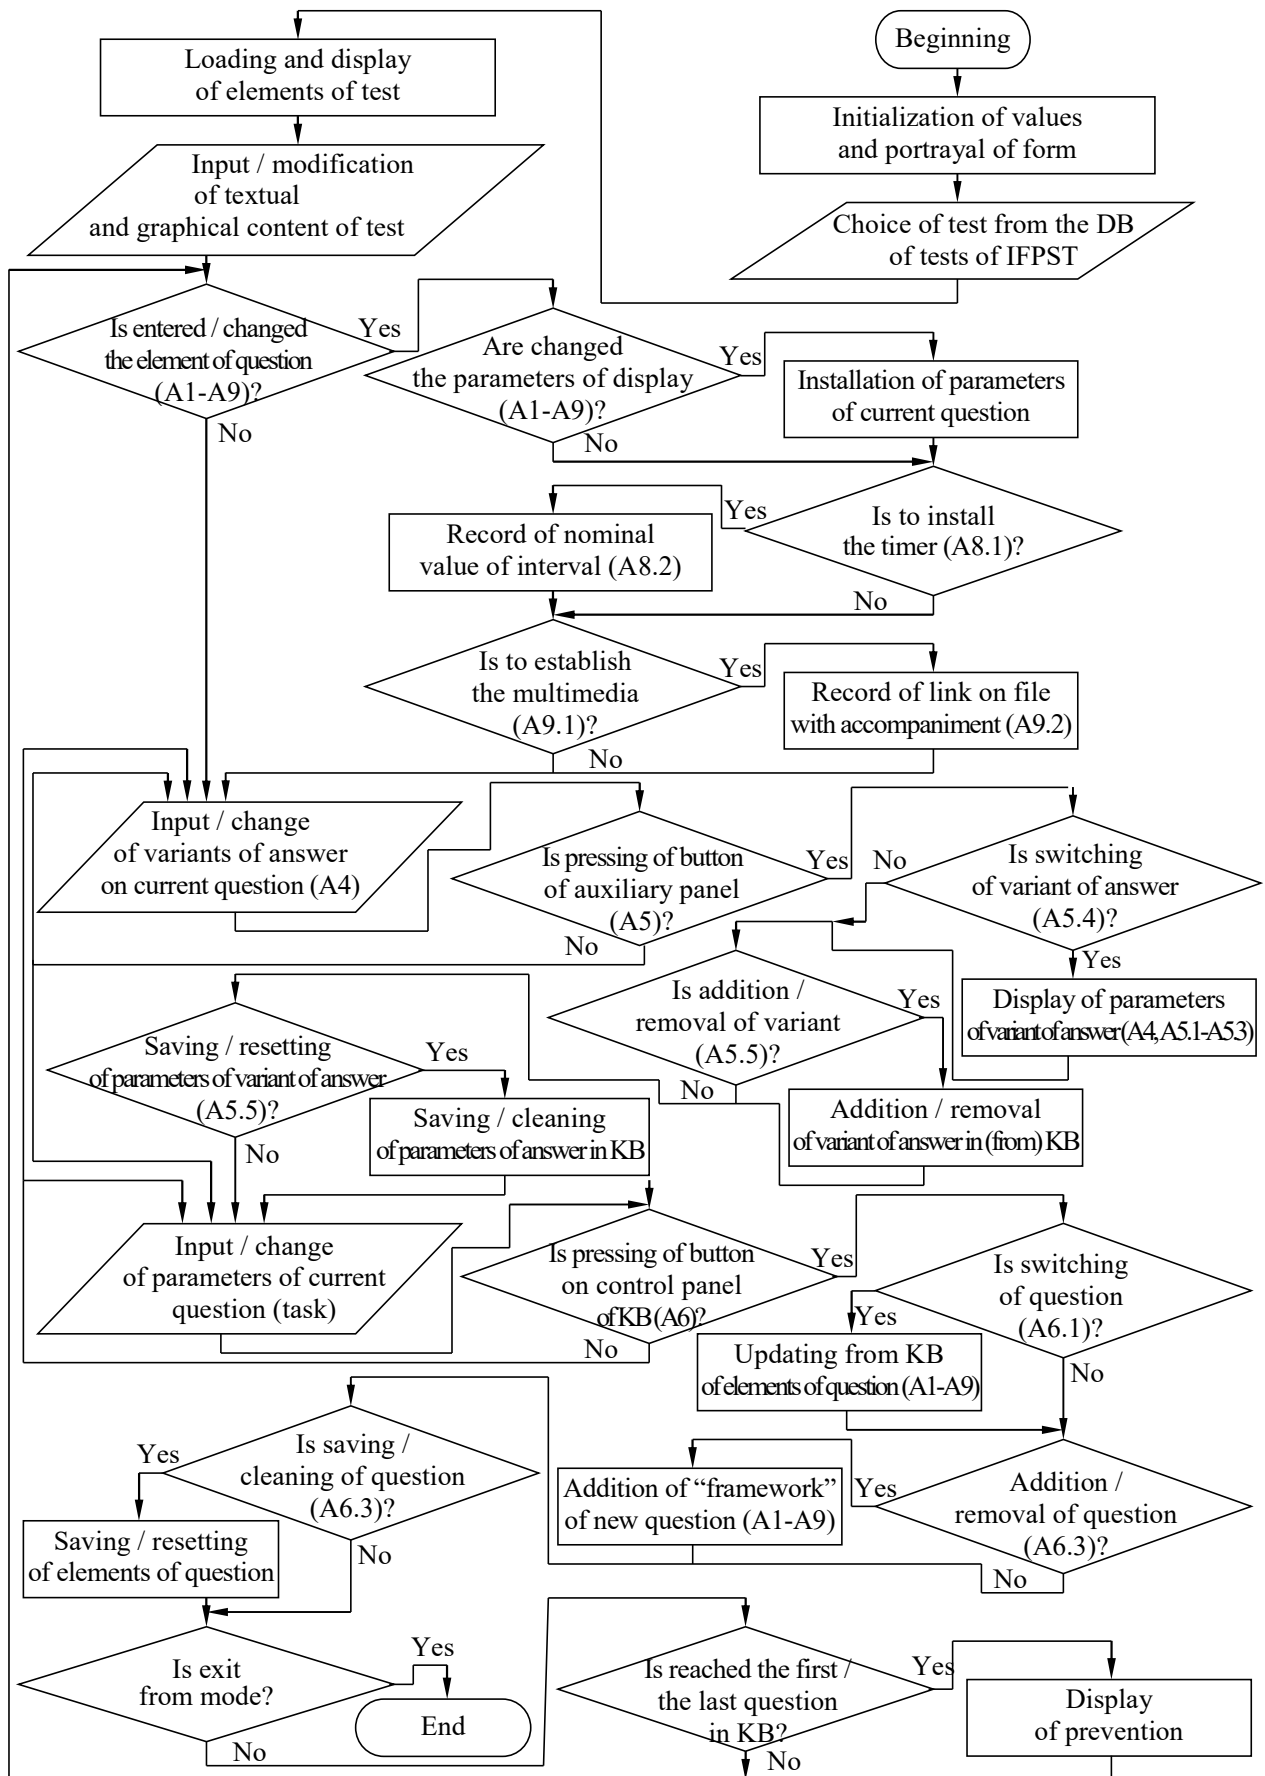 Beginning
Initialization of values
and portrayal of form
Choice of test from the DB
of tests of IFPST
Loading and display
of elements of test
Input / modification
of textual
and graphical content of test
Is entered / changed
the element of question
(A1-A9)?
Yes
No
Are changed
the parameters of display
(A1-A9)?
Yes
No
Installation of parameters
of current question
Is to install
the timer (A8.1)?
Yes
No
Record of nominal
value of interval (A8.2)
Is to establish
the multimedia
(A9.1)?
Yes
No
Record of link on file
with accompaniment (A9.2)
Input / change
of variants of answer
on current question (A4)
Is pressing of button
of auxiliary panel
(A5)?
Yes
No
Is switching
of variant of answer
(A5.4)?
No
Yes
Display of parameters
of variant of answer (A4, A5.1-A5.3)
Is addition /
removal of variant
(A5.5)?
Yes
No
Addition / removal
of variant of answer in (from) KB
Saving / resetting
of parameters of variant of answer
(A5.5)?
Yes
No
Saving / cleaning
of parameters of answer in KB
Input / change
of parameters of current
question (task)
Is pressing of button
on control panel
of KB (A6)?
Yes
No
Is switching
of question
(A6.1)?
Yes
No
Updating from KB
of elements of question (A1-A9)
Addition /
removal of question
(A6.3)?
Yes
No
Addition of “framework”
of new question (A1-A9)
Is saving /
cleaning of question
(A6.3)?
Yes
No
Saving / resetting
of elements of question
Is exit
from mode?
Yes
No
End
Is reached the first /
the last question
in KB?
Yes
No
Display
of prevention